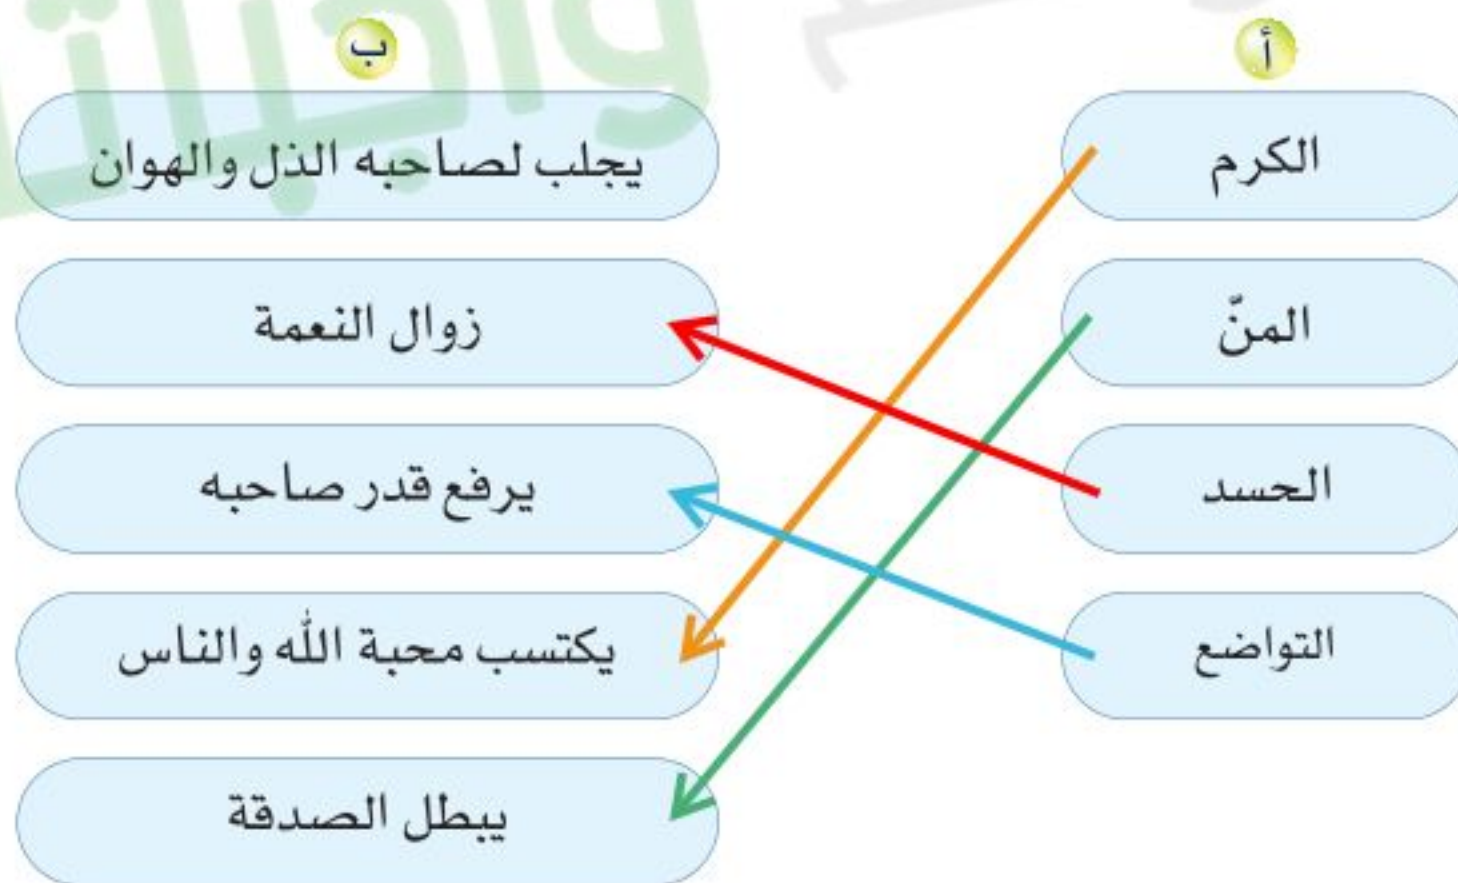 أ
ب
الكرم
يجلب لصاحبه الذل والهوان
المنّ
زوال النعمة
الحسد
يرفع قدر صاحبه
التواضع
يكتسب محبة الله والناس
يبطل الصدقة